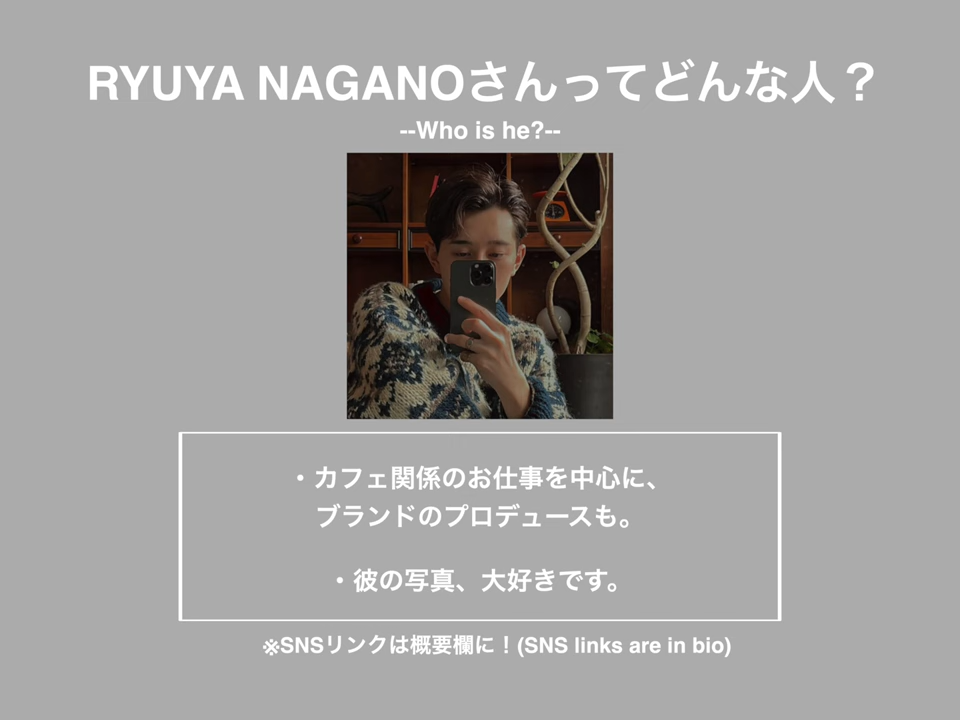 RYUYA NAGANOさんってどんな人？
--Who is he?--
・カフェ関係のお仕事を中心に、
ブランドのプロデュースも。
・彼の写真、大好きです。
※SNSリンクは概要欄に！(SNS links are in bio)